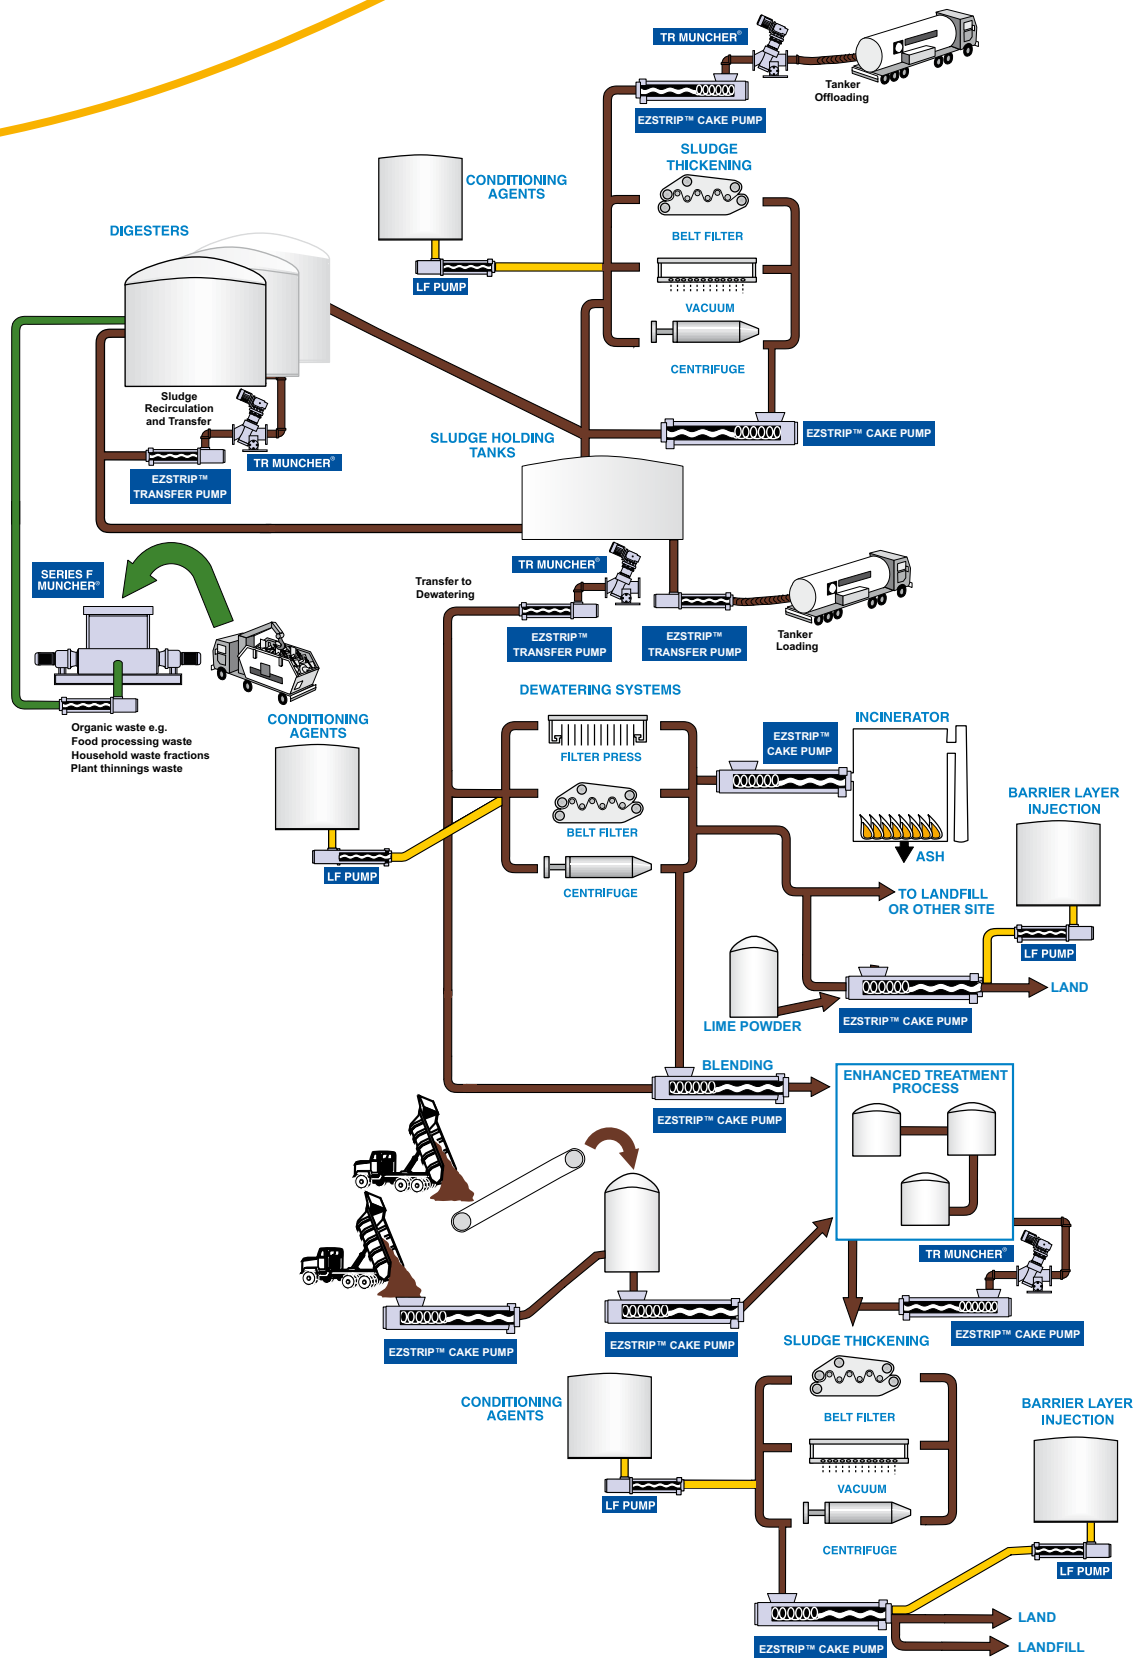 TR MUNCHER®
Tanker
Offloading
EZSTRIP™ CAKE PUMP
SLUDGE
THICKENING
CONDITIONING
AGENTS
BELT FILTER
DIGESTERS
LF PUMP
VACUUM
CENTRIFUGE
Sludge
Recirculation
and Transfer
SLUDGE HOLDING
TANKS
EZSTRIP™ CAKE PUMP
TR MUNCHER®
EZSTRIP™
TRANSFER PUMP
SERIES F
MUNCHER®
Transfer to
Dewatering
TR MUNCHER®
EZSTRIP™
TRANSFER PUMP
EZSTRIP™
TRANSFER PUMP
Tanker
Loading
Organic waste e.g.
Food processing waste
Household waste fractions
Plant thinnings waste
CONDITIONING
AGENTS
DEWATERING SYSTEMS
FILTER PRESS
EZSTRIP™
CAKE PUMP
INCINERATOR
BELT FILTER
BARRIER LAYER
INJECTION
LF PUMP
ASH
CENTRIFUGE
TO LANDFILL
OR OTHER SITE
LF PUMP
LAND
LIME POWDER
EZSTRIP™ CAKE PUMP
BLENDING
EZSTRIP™ CAKE PUMP
ENHANCED TREATMENT
PROCESS
TR MUNCHER®
EZSTRIP™ CAKE PUMP
EZSTRIP™ CAKE PUMP
EZSTRIP™ CAKE PUMP
SLUDGE THICKENING
CONDITIONING
AGENTS
BELT FILTER
BARRIER LAYER
INJECTION
VACUUM
LF PUMP
CENTRIFUGE
LF PUMP
LAND
EZSTRIP™ CAKE PUMP
LANDFILL